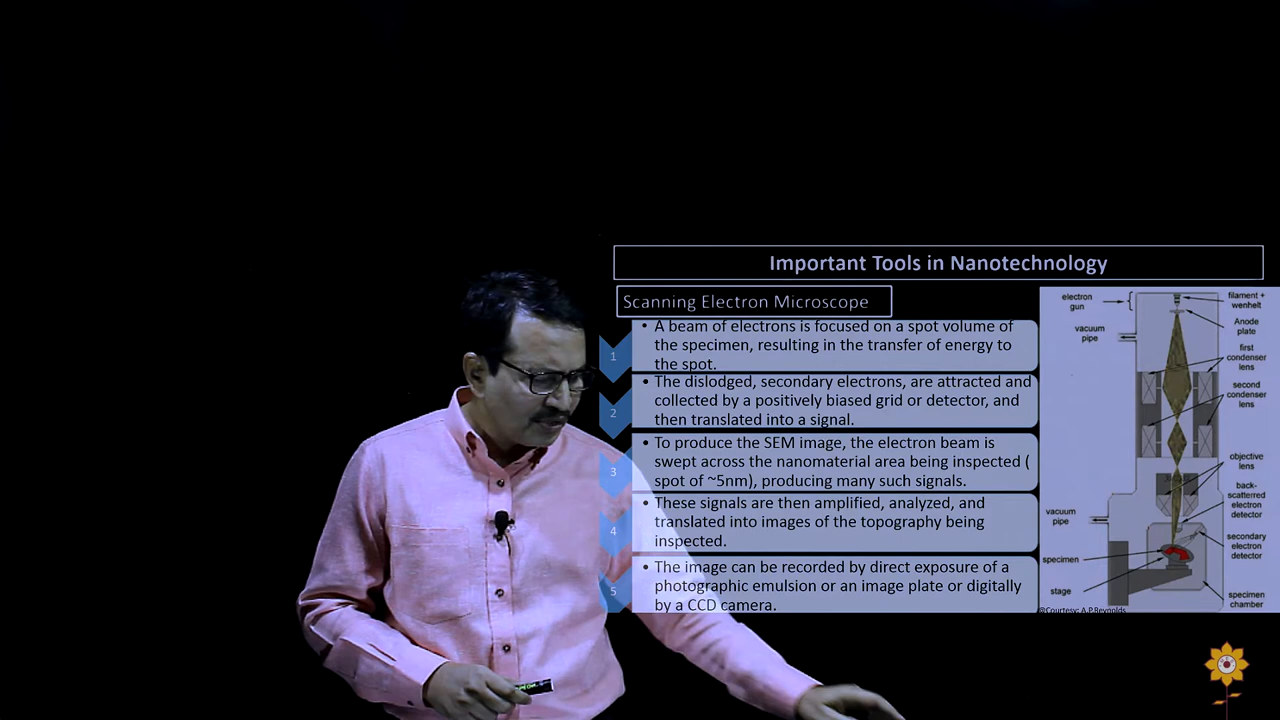 Important Tools in Nanotechnology
Scanning Electron Microscope
1
• A beam of electrons is focused on a spot volume of
the specimen, resulting in the transfer of energy to
the spot.
2
• The dislodged, secondary electrons, are attracted and
collected by a positively biased grid or detector, and
then translated into a signal.
3
• To produce the SEM image, the electron beam is
swept across the nanomaterial area being inspected (
spot of ~5nm), producing many such signals.
4
• These signals are then amplified, analyzed, and
translated into images of the topography being
inspected.
5
• The image can be recorded by direct exposure of a
photographic emulsion or an image plate or digitally
by a CCD camera.
electron
gun
vacuum
pipe
vacuum
pipe
specimen
stage
filament +
wenhelt
Anode
plate
first
condenser
lens
second
condenser
lens
objective
lens
back-
scatterred
electron
detector
secondary
electron
detector
specimen
chamber
@Courtesy: A.P.Reynolds